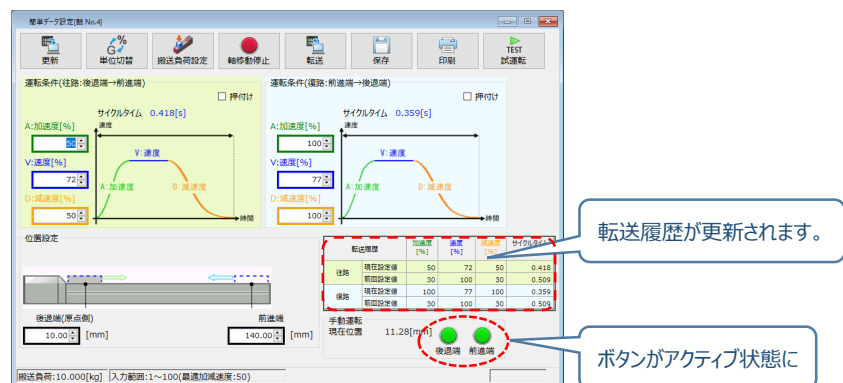 簡単データ設定[軸 No.4]
更新
単位切替
搬送負荷設定
軸移動停止
転送
保存
印刷
TEST
試運転
運転条件(往路:後退端→前進端)
押付け
サイクルタイム 0.418[s]
A:加速度[%]
50
V:速度[%]
72
D:減速度[%]
50
速度
V:速度
A:加速度
D:減速度
時間
運転条件(復路:前進端→後退端)
押付け
サイクルタイム 0.359[s]
A:加速度[%]
100
V:速度[%]
77
D:減速度[%]
100
速度
V:速度
A:加速度
D:減速度
時間
転送履歴が更新されます。
位置設定
後退端(原点側)
10.00 [mm]
前進端
140.00 [mm]
転送履歴 加速度[%] 速度[%] 減速度[%] サイクルタイム
往路 現在設定値 50 72 50 0.418
前回設定値 30 100 30 0.509
復路 現在設定値 100 77 100 0.359
前回設定値 30 100 30 0.509
手動運転
現在位置 11.28[mm]
後退端 前進端
ボタンがアクティブ状態に
搬送負荷:10.000[kg] 入力範囲:1～100(最適加減速度:50)